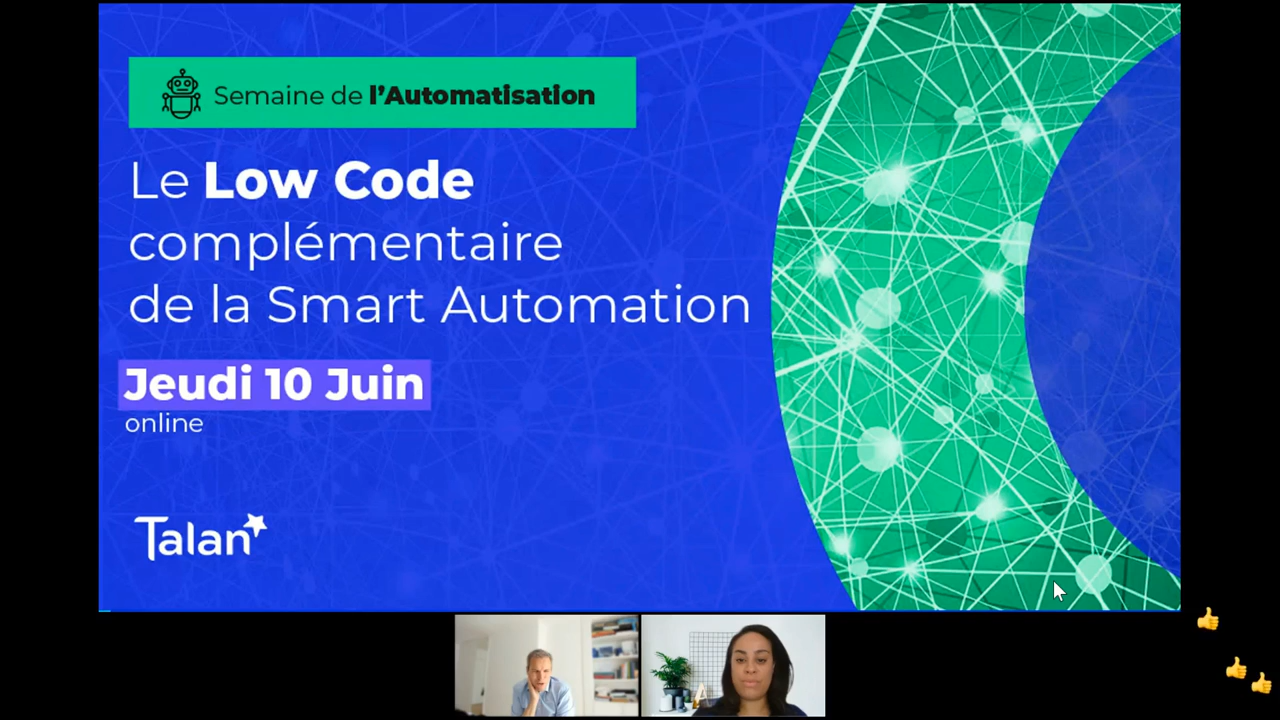 Semaine de l'Automatisation
Le Low Code
complémentaire
de la Smart Automation
Jeudi 10 Juin
online
Talan